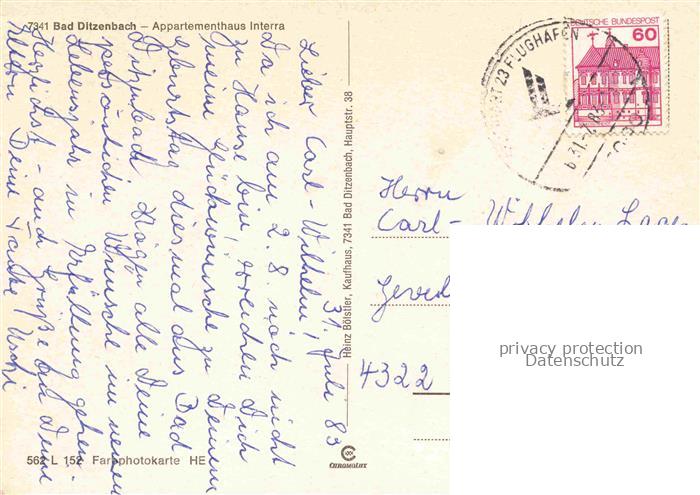 7341 Bad Ditzenbach – Appartementhaus Interra
31. Juli 83
Lieber Carl-Wilhelm!
Da ich am 2.8. noch nicht
zu Hause bin, erreichen Dich
meine Glückwünsche zu Deinem
Geburtstag diesmal aus Bad
Ditzenbach. Mögen alle Deine
persönlichen Wünsche im neuen
Lebensjahr in Erfüllung gehen.
Herzlichst - auch Grüße an Deine
Eltern Deine Tante Uschi
562 L 152 Farbphotokarte HE
Heinz Bölstler, Kaufhaus, 7341 Bad Ditzenbach, Hauptstr. 38
CHROMOLUX
23 FLUGHAFEN
DEUTSCHE BUNDESPOST
60
Herrn
Carl-Wilhelm
4322
privacy protection
Datenschutz